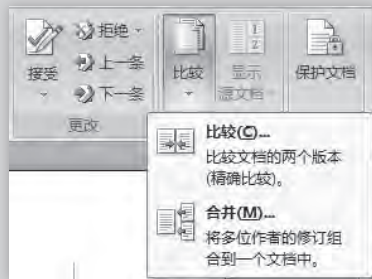 拒绝
接受
上一条
下一条
更改
比较
显示
源文档
保护文档
比较(C)...
比较文档的两个版本
(精确比较)。
合并(M)...
将多位作者的修订组
合到一个文档中。